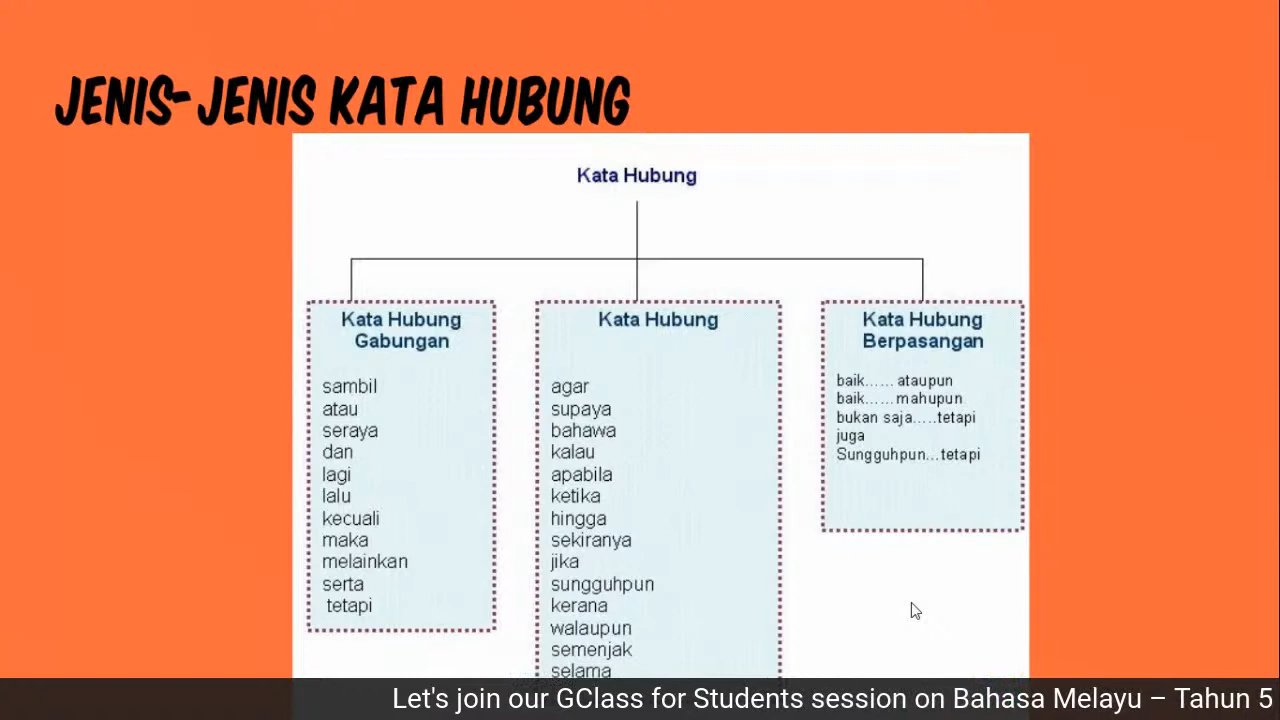 JENIS-JENIS KATA HUBUNG
Kata Hubung
Kata Hubung
Gabungan
sambil
atau
seraya
dan
lagi
lalu
kecuali
maka
melainkan
serta
tetapi
Kata Hubung
agar
supaya
bahawa
kalau
apabila
ketika
hingga
sekiranya
jika
sungguhpun
kerana
walaupun
semenjak
selama
Kata Hubung
Berpasangan
baik...... ataupun
baik......mahupun
bukan saja.....tetapi
juga
Sungguhpun...tetapi
Let's join our GClass for Students session on Bahasa Melayu – Tahun 5